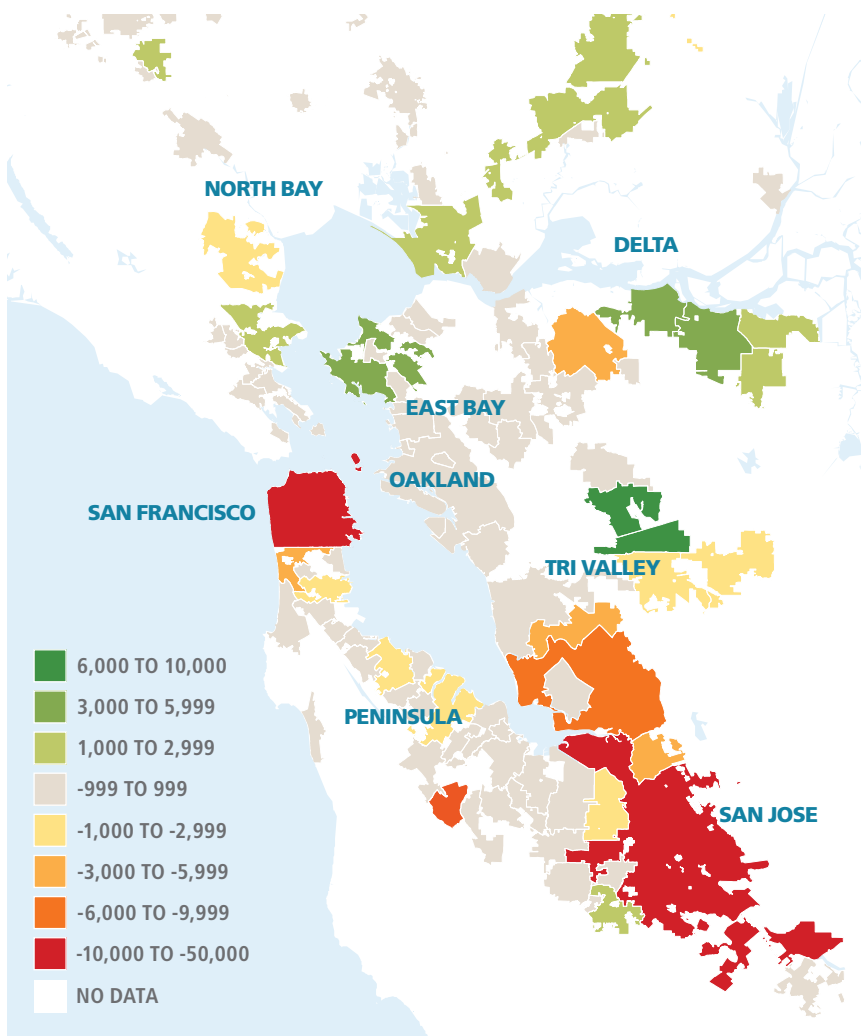 NORTH BAY
DELTA
EAST BAY
OAKLAND
SAN FRANCISCO
TRI VALLEY
PENINSULA
SAN JOSE
6,000 TO 10,000
3,000 TO 5,999
1,000 TO 2,999
-999 TO 999
-1,000 TO -2,999
-3,000 TO -5,999
-6,000 TO -9,999
-10,000 TO -50,000
NO DATA